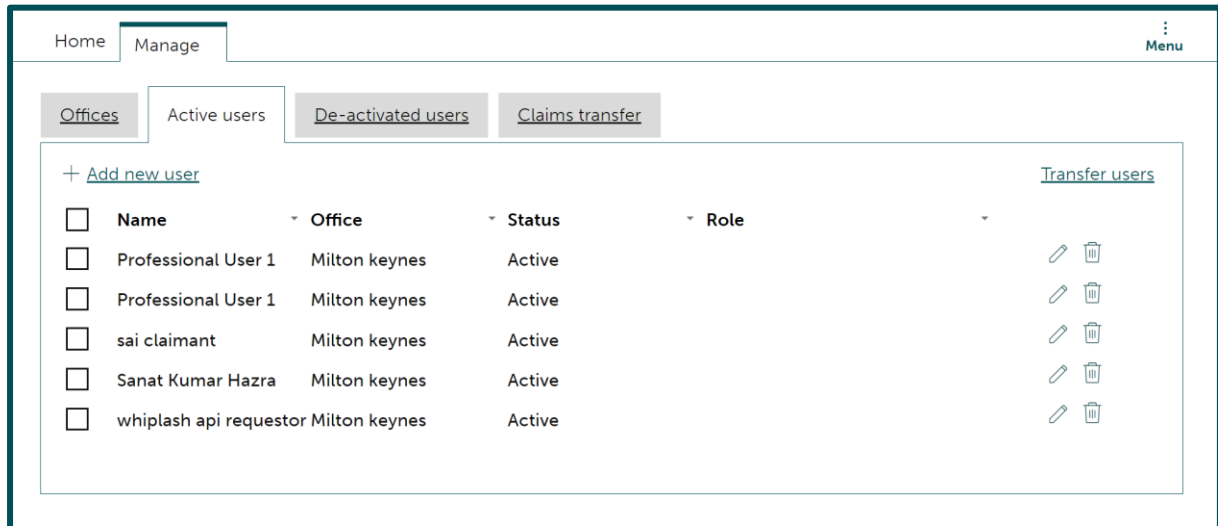 Home Manage Menu
Offices Active users De-activated users Claims transfer
+ Add new user Transfer users
Name Office Status Role
Professional User 1 Milton keynes Active
Professional User 1 Milton keynes Active
sai claimant Milton keynes Active
Sanat Kumar Hazra Milton keynes Active
whiplash api requestor Milton keynes Active